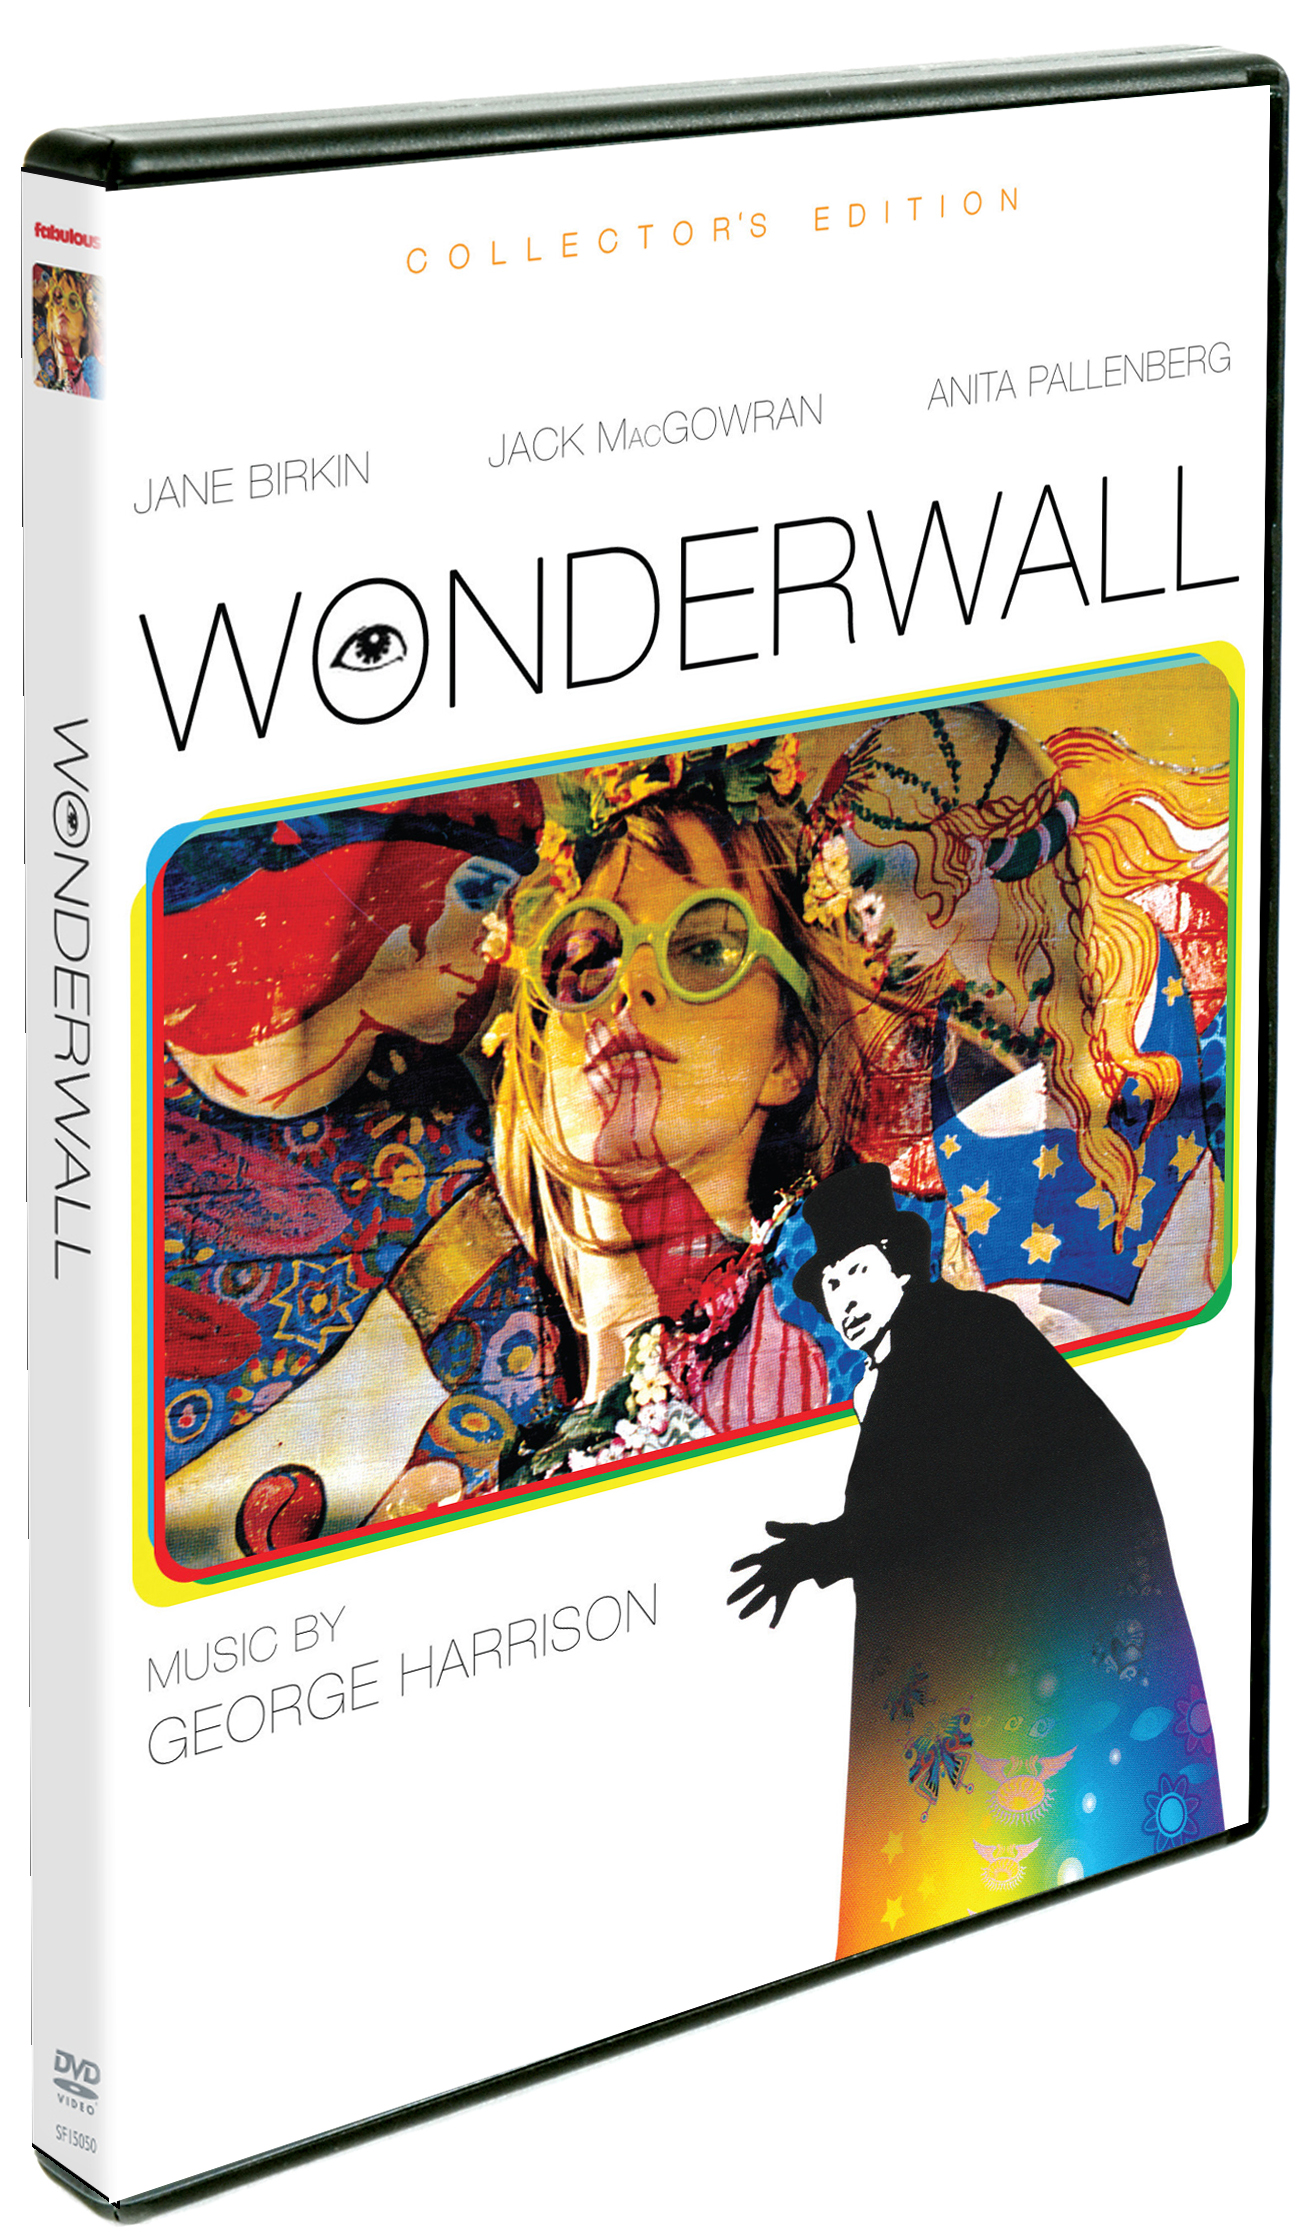 COLLECTOR'S EDITION
JANE BIRKIN JACK MACGOWRAN ANITA PALLENBERG
WONDERWALL
MUSIC BY
GEORGE HARRISON
fabulous
WONDERWALL
DVD
VIDEO
SF15050